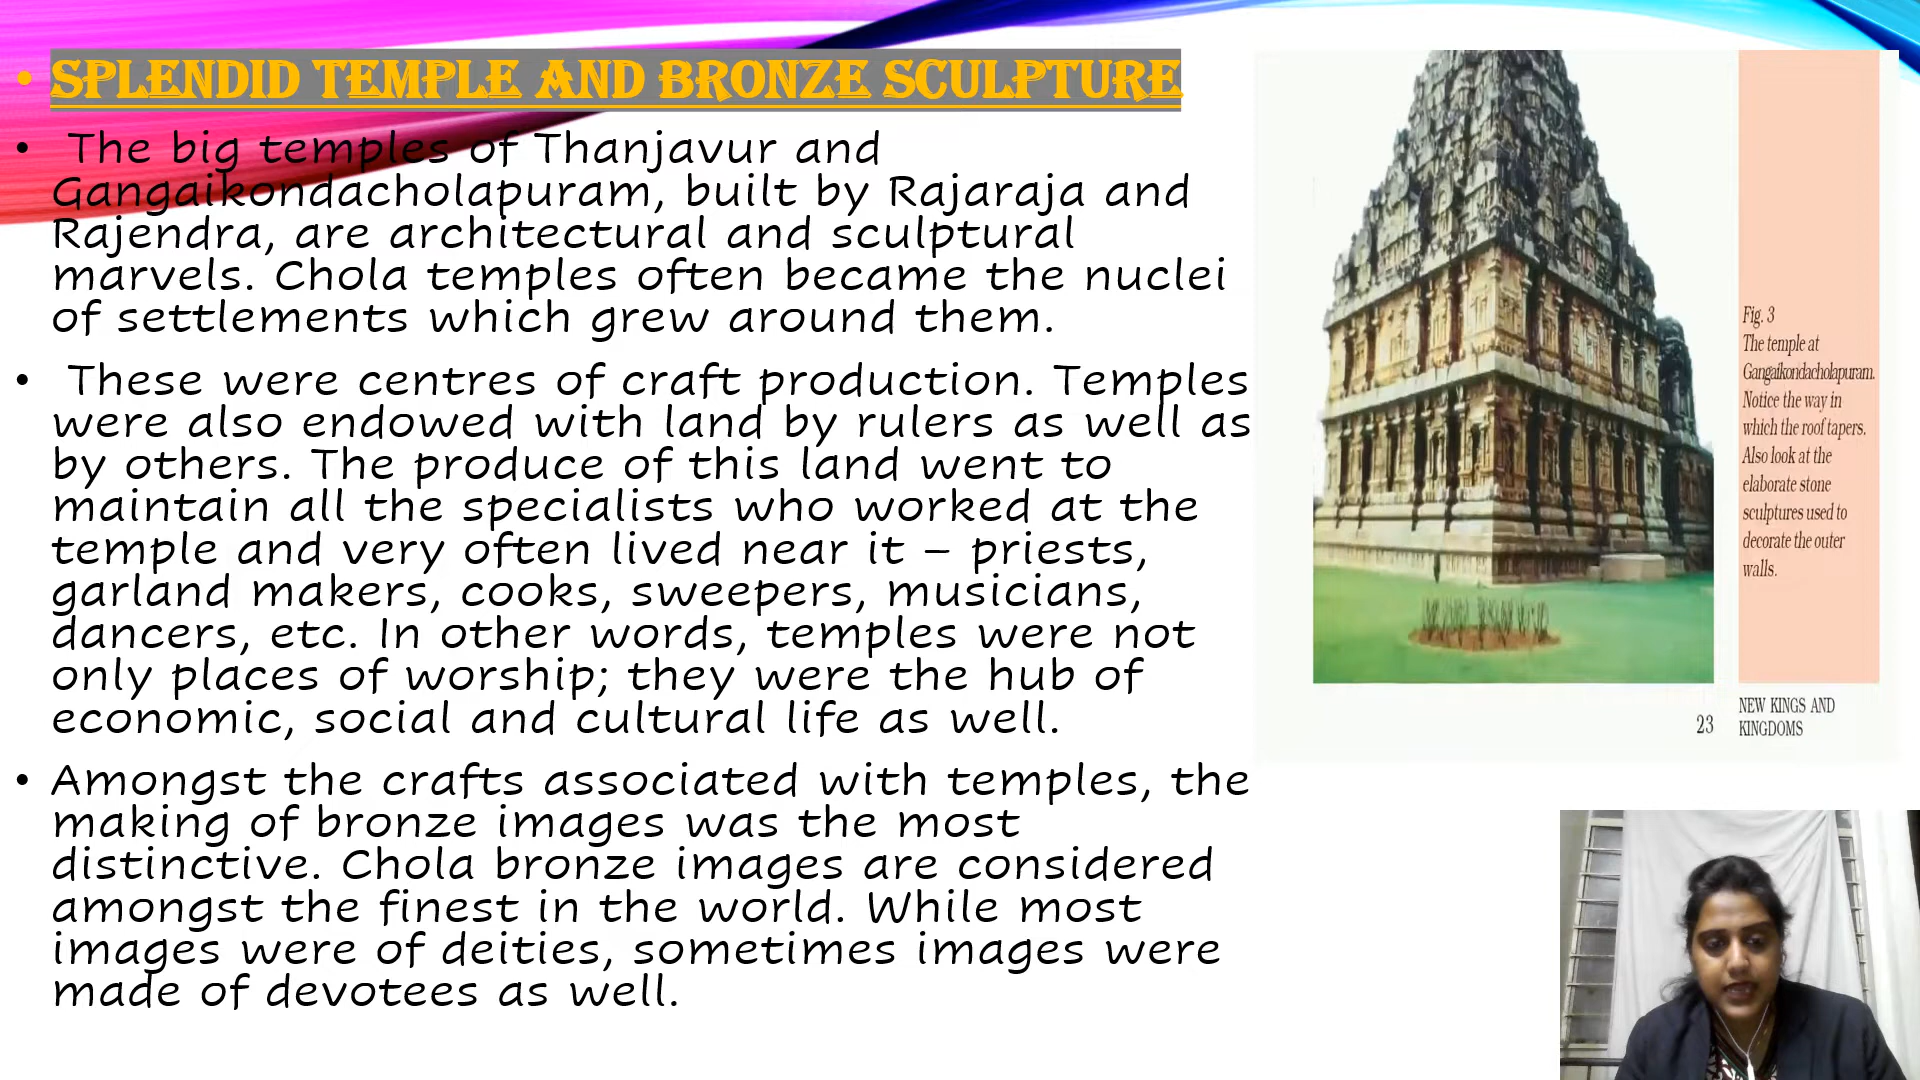 • SPLENDID TEMPLE AND BRONZE SCULPTURE
• The big temples of Thanjavur and
Gangaikondacholapuram, built by Rajaraja and
Rajendra, are architectural and sculptural
marvels. Chola temples often became the nuclei
of settlements which grew around them.
• These were centres of craft production. Temples
were also endowed with land by rulers as well as
by others. The produce of this land went to
maintain all the specialists who worked at the
temple and very often lived near it – priests,
garland makers, cooks, sweepers, musicians,
dancers, etc. In other words, temples were not
only places of worship; they were the hub of
economic, social and cultural life as well.
• Amongst the crafts associated with temples, the
making of bronze images was the most
distinctive. Chola bronze images are considered
amongst the finest in the world. While most
images were of deities, sometimes images were
made of devotees as well.
Fig. 3
The temple at
Gangaikondacholapuram.
Notice the way in
which the roof tapers.
Also look at the
elaborate stone
sculptures used to
decorate the outer
walls.
23
NEW KINGS AND
KINGDOMS